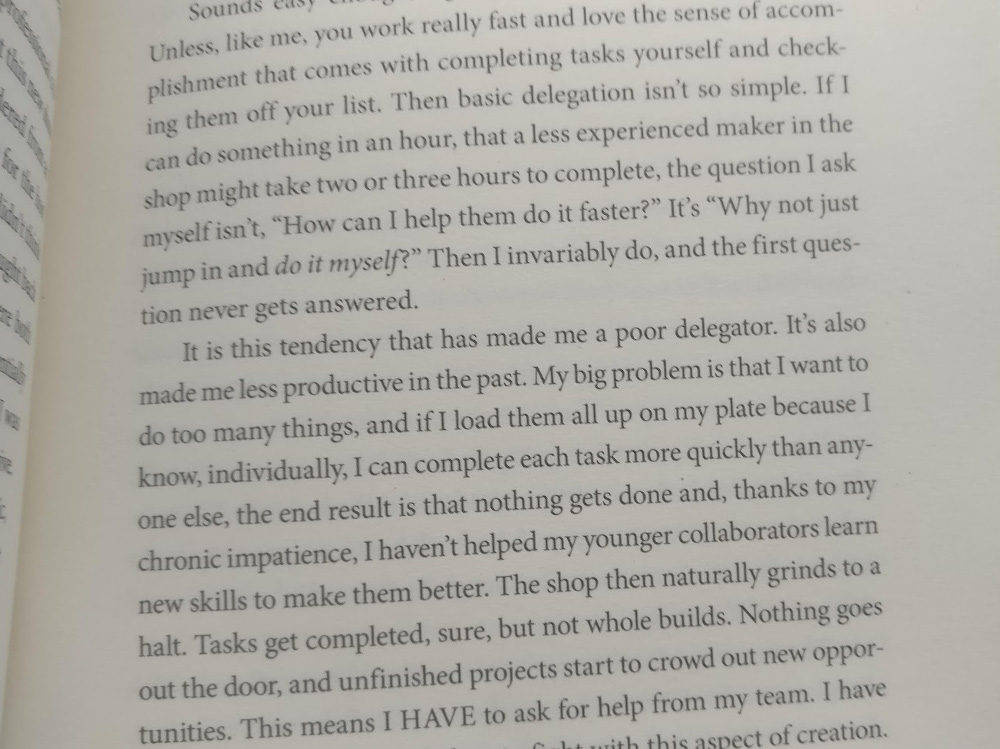 Sounds easy
Unless, like me, you work really fast and love the sense of accom-
plishment that comes with completing tasks yourself and check-
ing them off your list. Then basic delegation isn't so simple. If I
can do something in an hour, that a less experienced maker in the
shop might take two or three hours to complete, the question I ask
myself isn't, “How can I help them do it faster?” It's “Why not just
jump in and do it myself?” Then I invariably do, and the first ques-
tion never gets answered.
It is this tendency that has made me a poor delegator. It's also
made me less productive in the past. My big problem is that I want to
do too many things, and if I load them all up on my plate because I
know, individually, I can complete each task more quickly than any-
one else, the end result is that nothing gets done and, thanks to my
chronic impatience, I haven't helped my younger collaborators learn
new skills to make them better. The shop then naturally grinds to a
halt. Tasks get completed, sure, but not whole builds. Nothing goes
out the door, and unfinished projects start to crowd out new oppor-
tunities. This means I HAVE to ask for help from my team. I have
with this aspect of creation.